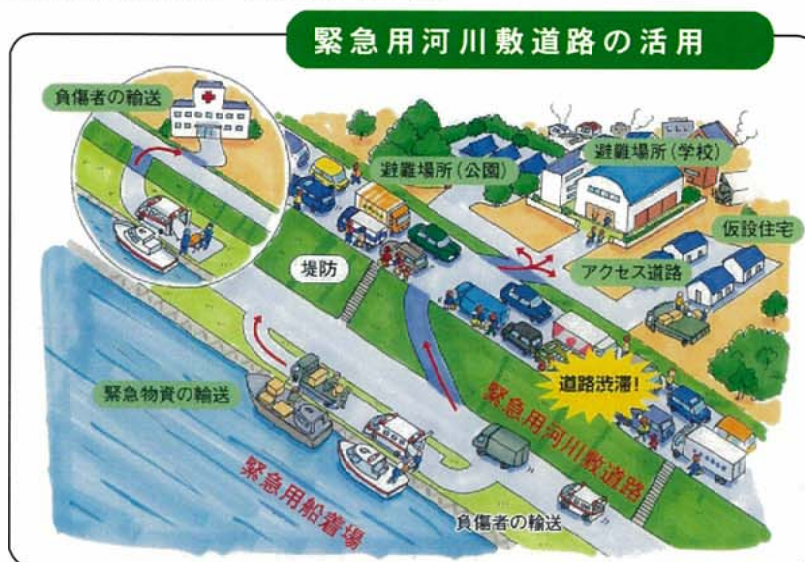 緊急用河川敷道路の活用
負傷者の輸送
避難場所(公園)
避難場所(学校)
仮設住宅
堤防
アクセス道路
道路渋滞!
緊急物資の輸送
緊急用河川敷道路
緊急用船着場
負傷者の輸送